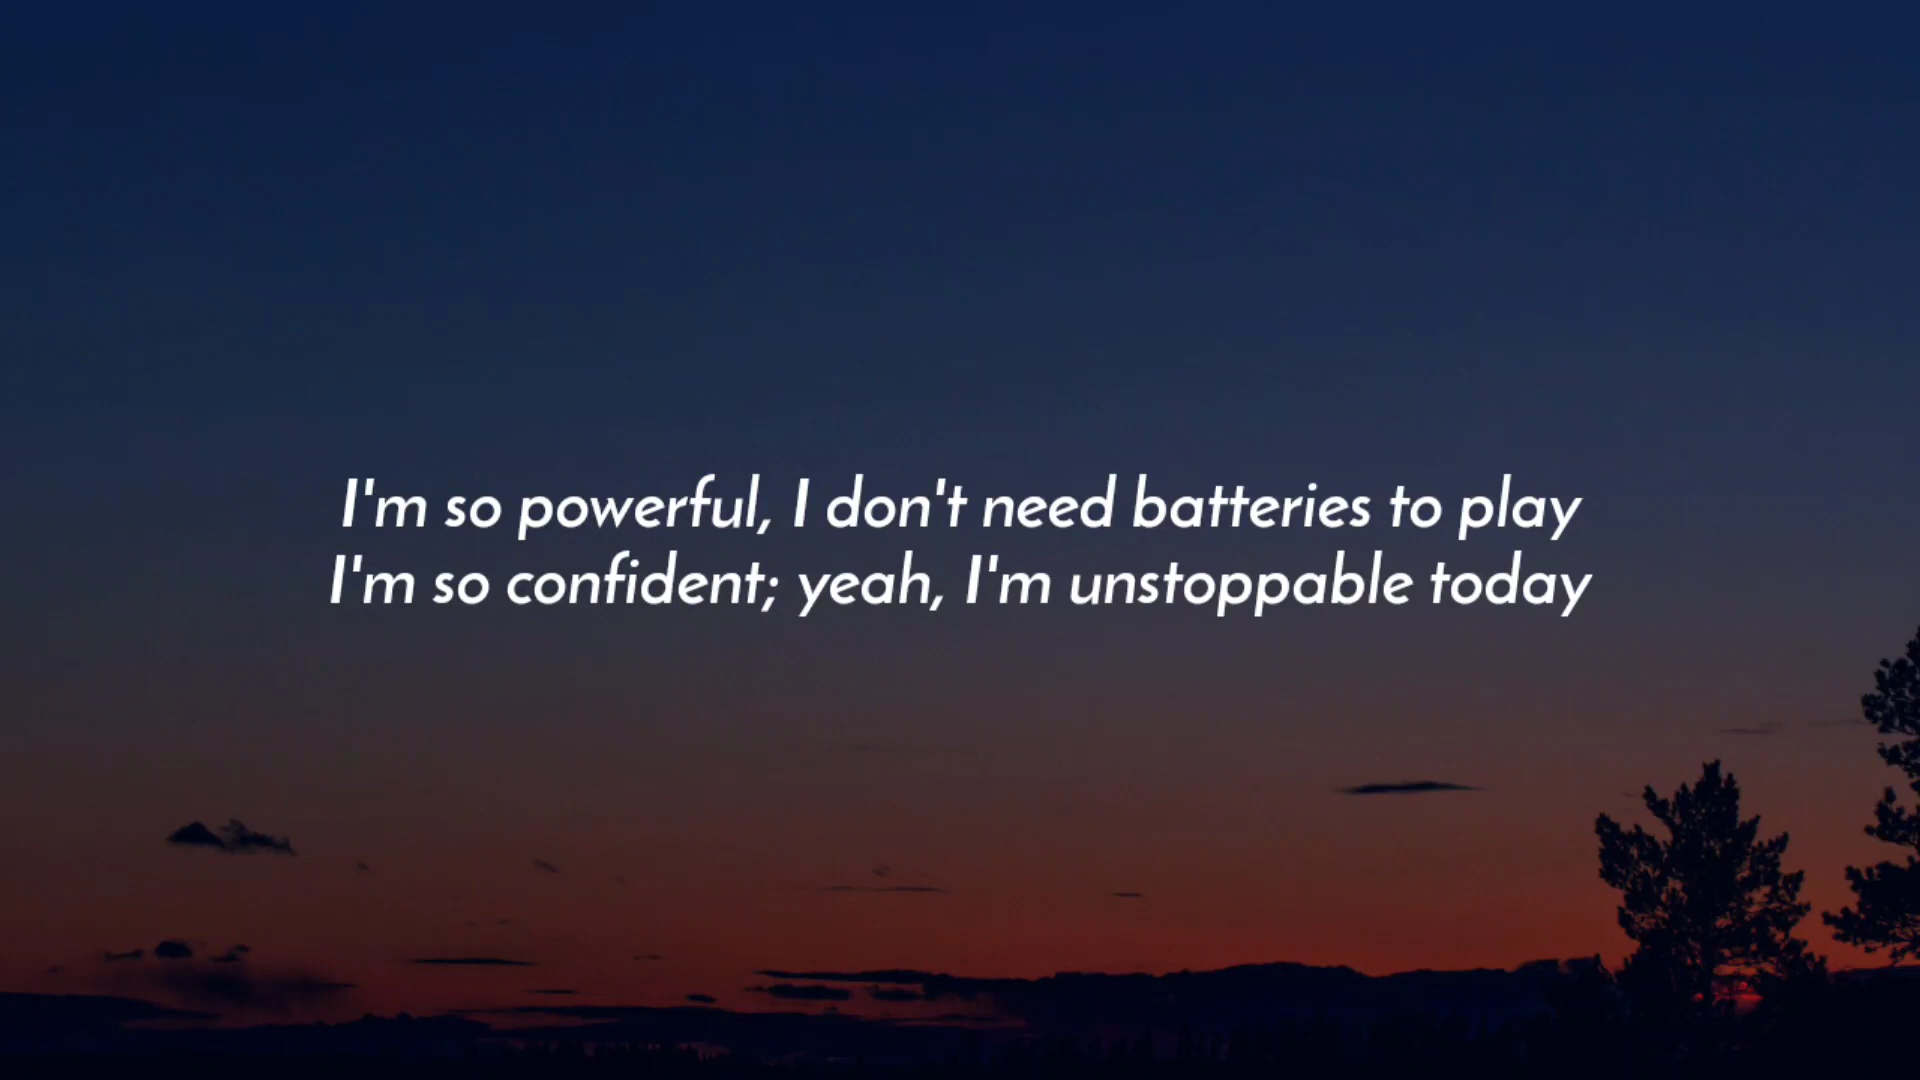 I'm so powerful, I don't need batteries to play
I'm so confident; yeah, I'm unstoppable today